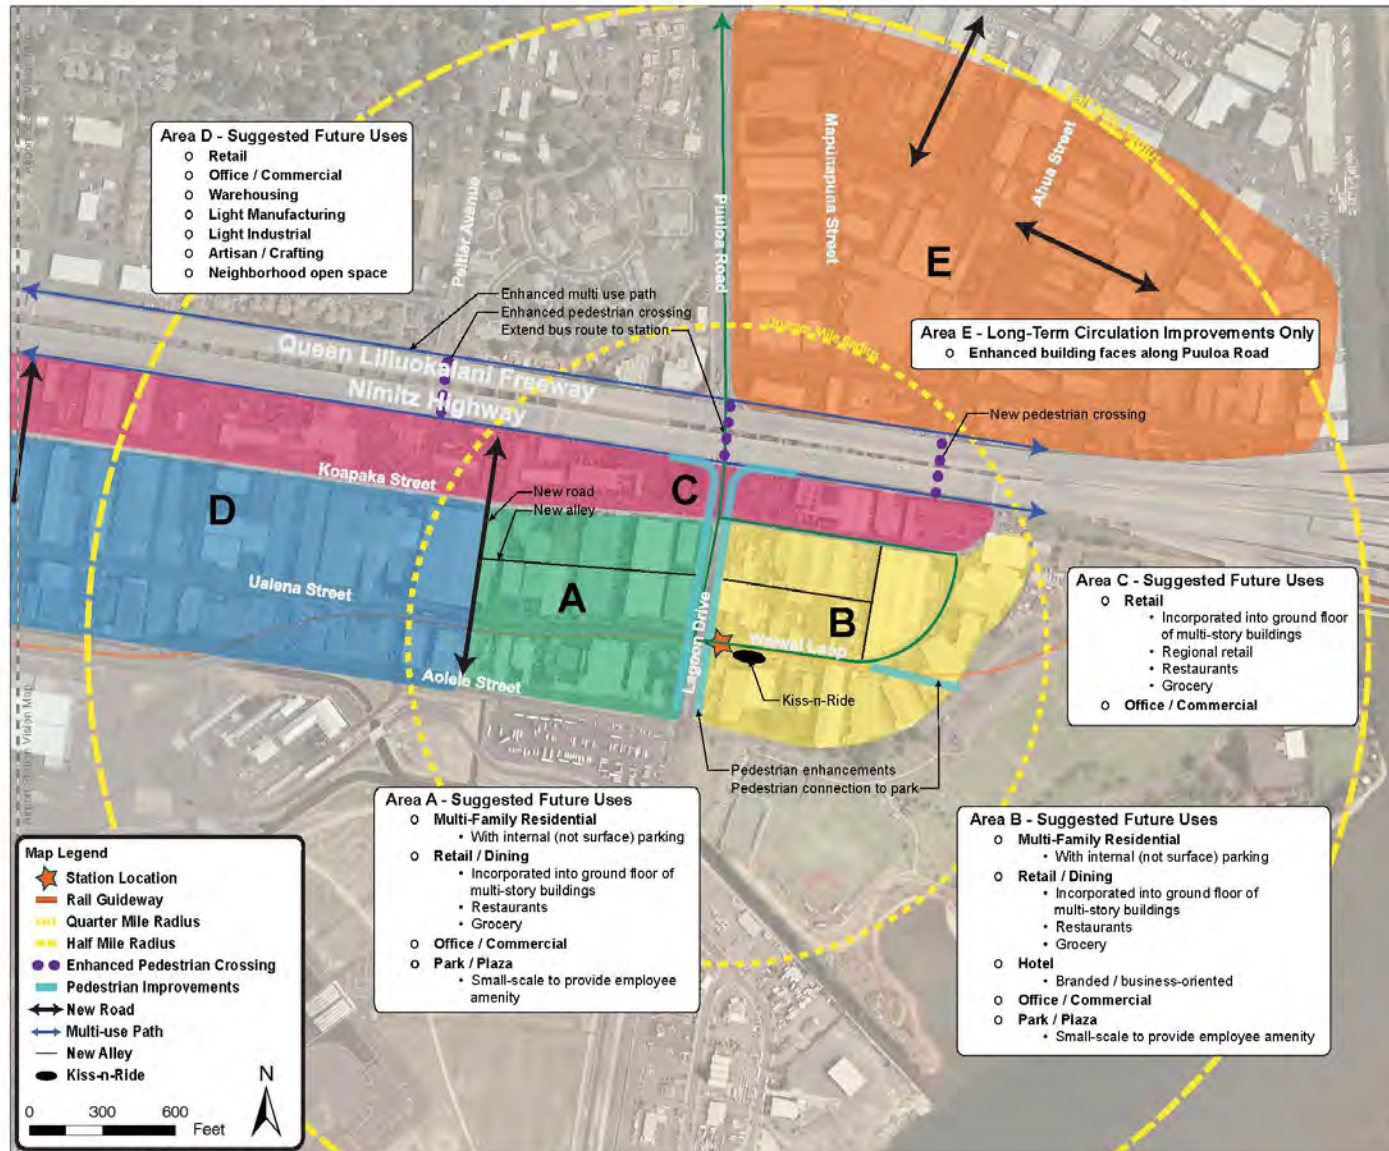 Area D - Suggested Future Uses
o Retail
o Office / Commercial
o Warehousing
o Light Manufacturing
o Light Industrial
o Artisan / Crafting
o Neighborhood open space
Peltier Avenue
Puuloa Road
Mapunapuna Street
Ahua Street
Half Mile Radius
E
Area E - Long-Term Circulation Improvements Only
o Enhanced building faces along Puuloa Road
Enhanced multi use path
Enhanced pedestrian crossing
Extend bus route to station
Quarter Mile Radius
Queen Liliuokalani Freeway
Nimitz Highway
New pedestrian crossing
Koapaka Street
C
D
New road
New alley
Ualena Street
A
B
Lagoon Drive
Waiwai Loop
Aolele Street
Kiss-n-Ride
Pedestrian enhancements
Pedestrian connection to park
Airport Station Vision Map
Area C - Suggested Future Uses
o Retail
• Incorporated into ground floor
of multi-story buildings
• Regional retail
• Restaurants
• Grocery
o Office / Commercial
Area A - Suggested Future Uses
o Multi-Family Residential
• With internal (not surface) parking
o Retail / Dining
• Incorporated into ground floor of
multi-story buildings
• Restaurants
• Grocery
o Office / Commercial
o Park / Plaza
• Small-scale to provide employee
amenity
Area B - Suggested Future Uses
o Multi-Family Residential
• With internal (not surface) parking
o Retail / Dining
• Incorporated into ground floor of
multi-story buildings
• Restaurants
• Grocery
o Hotel
• Branded / business-oriented
o Office / Commercial
o Park / Plaza
• Small-scale to provide employee amenity
Map Legend
Station Location
Rail Guideway
Quarter Mile Radius
Half Mile Radius
Enhanced Pedestrian Crossing
Pedestrian Improvements
New Road
Multi-use Path
New Alley
Kiss-n-Ride
N
0 300 600
Feet